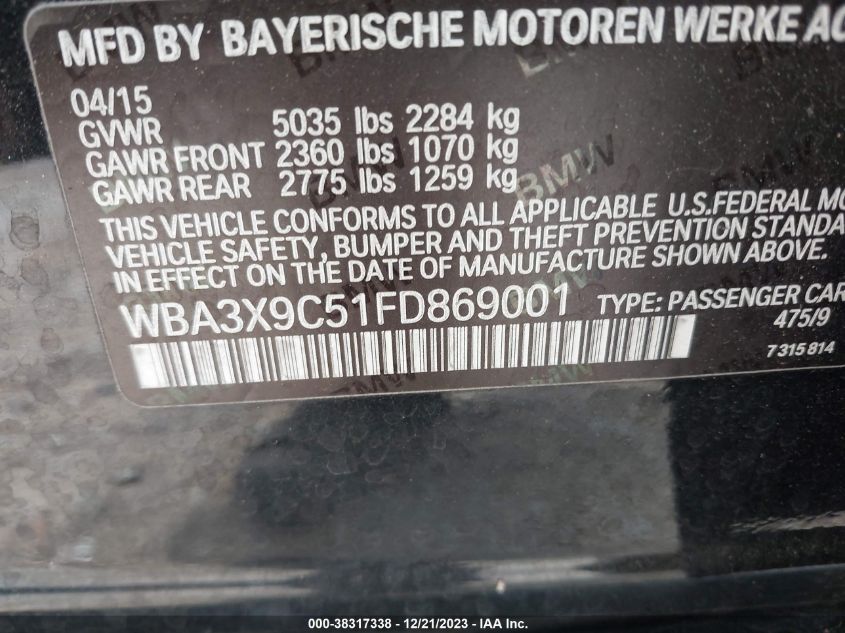 MFD BY BAYERISCHE MOTOREN WERKE AG
04/15
GVWR 5035 lbs 2284 kg
GAWR FRONT 2360 lbs 1070 kg
GAWR REAR 2775 lbs 1259 kg
THIS VEHICLE CONFORMS TO ALL APPLICABLE U.S.FEDERAL MO
VEHICLE SAFETY, BUMPER AND THEFT PREVENTION STANDA
IN EFFECT ON THE DATE OF MANUFACTURE SHOWN ABOVE.
WBA3X9C51FD869001 TYPE: PASSENGER CAR
475/9
7315814
000-38317338 - 12/21/2023 - IAA Inc.